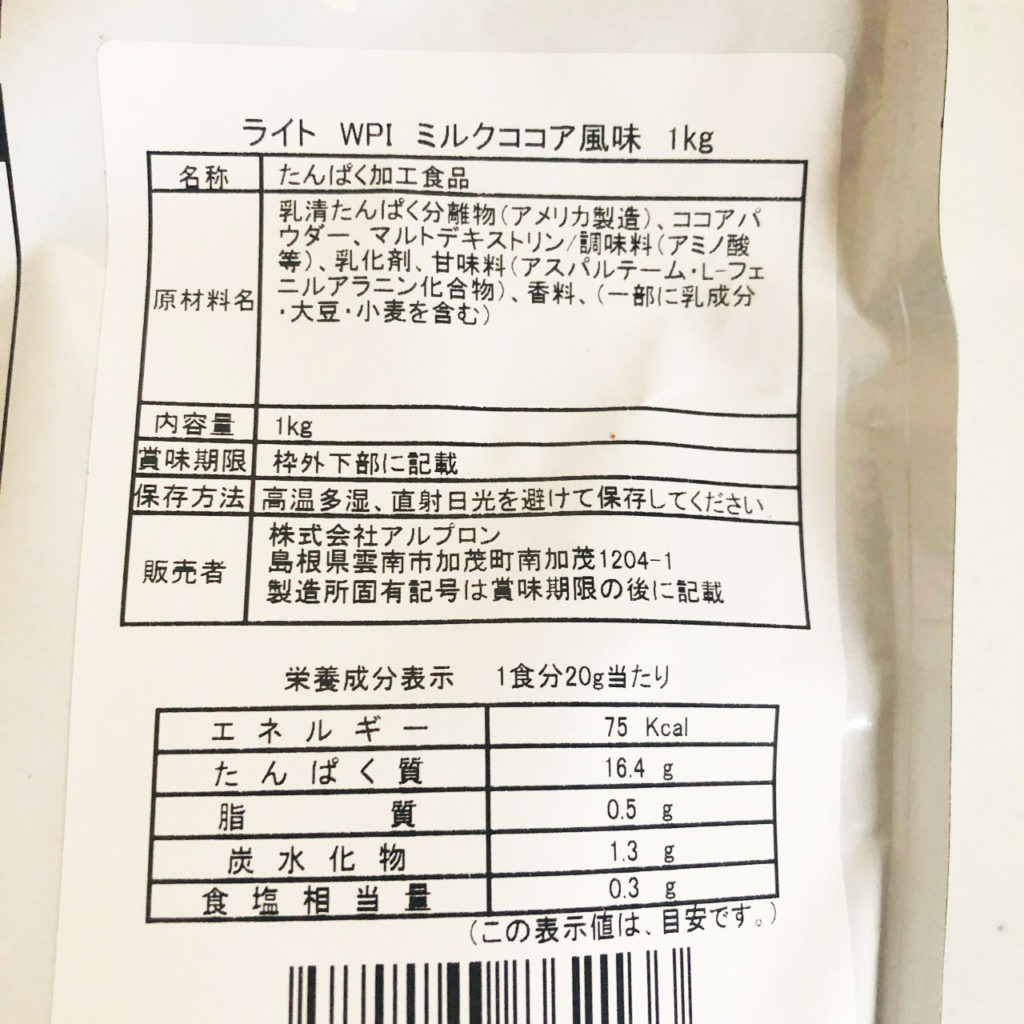 ライト WPI ミルクココア風味 1kg
名称 たんぱく加工食品
原材料名
乳清たんぱく分離物(アメリカ製造)、ココアパ
ウダー、マルトデキストリン/調味料(アミノ酸
等)、乳化剤、甘味料(アスパルテーム・L-フェ
ニルアラニン化合物)、香料、(一部に乳成分
・大豆・小麦を含む)
内容量 1kg
賞味期限 枠外下部に記載
保存方法 高温多湿、直射日光を避けて保存してください
販売者
株式会社アルプロン
島根県雲南市加茂町南加茂1204-1
製造所固有記号は賞味期限の後に記載
栄養成分表示 1食分20g当たり
エネルギー 75 Kcal
たんぱく質 16.4 g
脂質 0.5 g
炭水化物 1.3 g
食塩相当量 0.3 g
(この表示値は、目安です。)